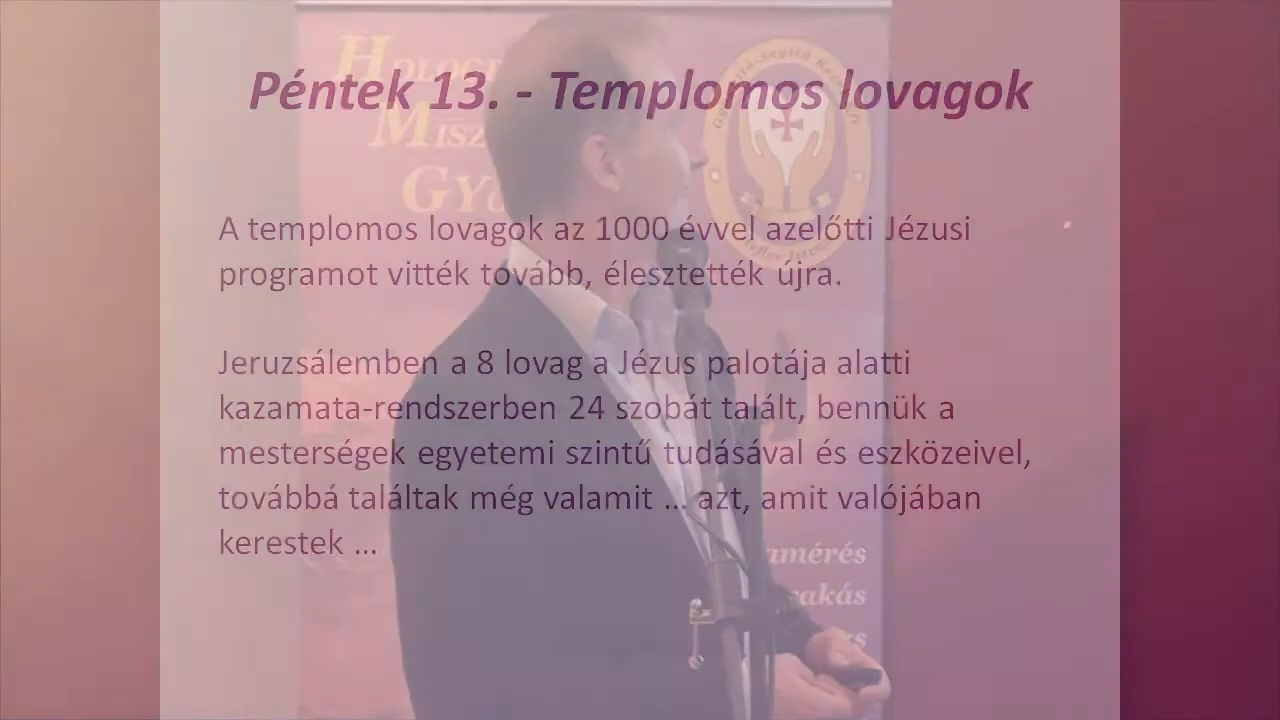 Péntek 13. - Templomos lovagok
A templomos lovagok az 1000 évvel azelőtti Jézusi
programot vitték tovább, élesztették újra.
Jeruzsálemben a 8 lovag a Jézus palotája alatti
kazamata-rendszerben 24 szobát talált, bennük a
mesterségek egyetemi szintű tudásával és eszközeivel,
továbbá találtak még valamit ... azt, amit valójában
kerestek ...